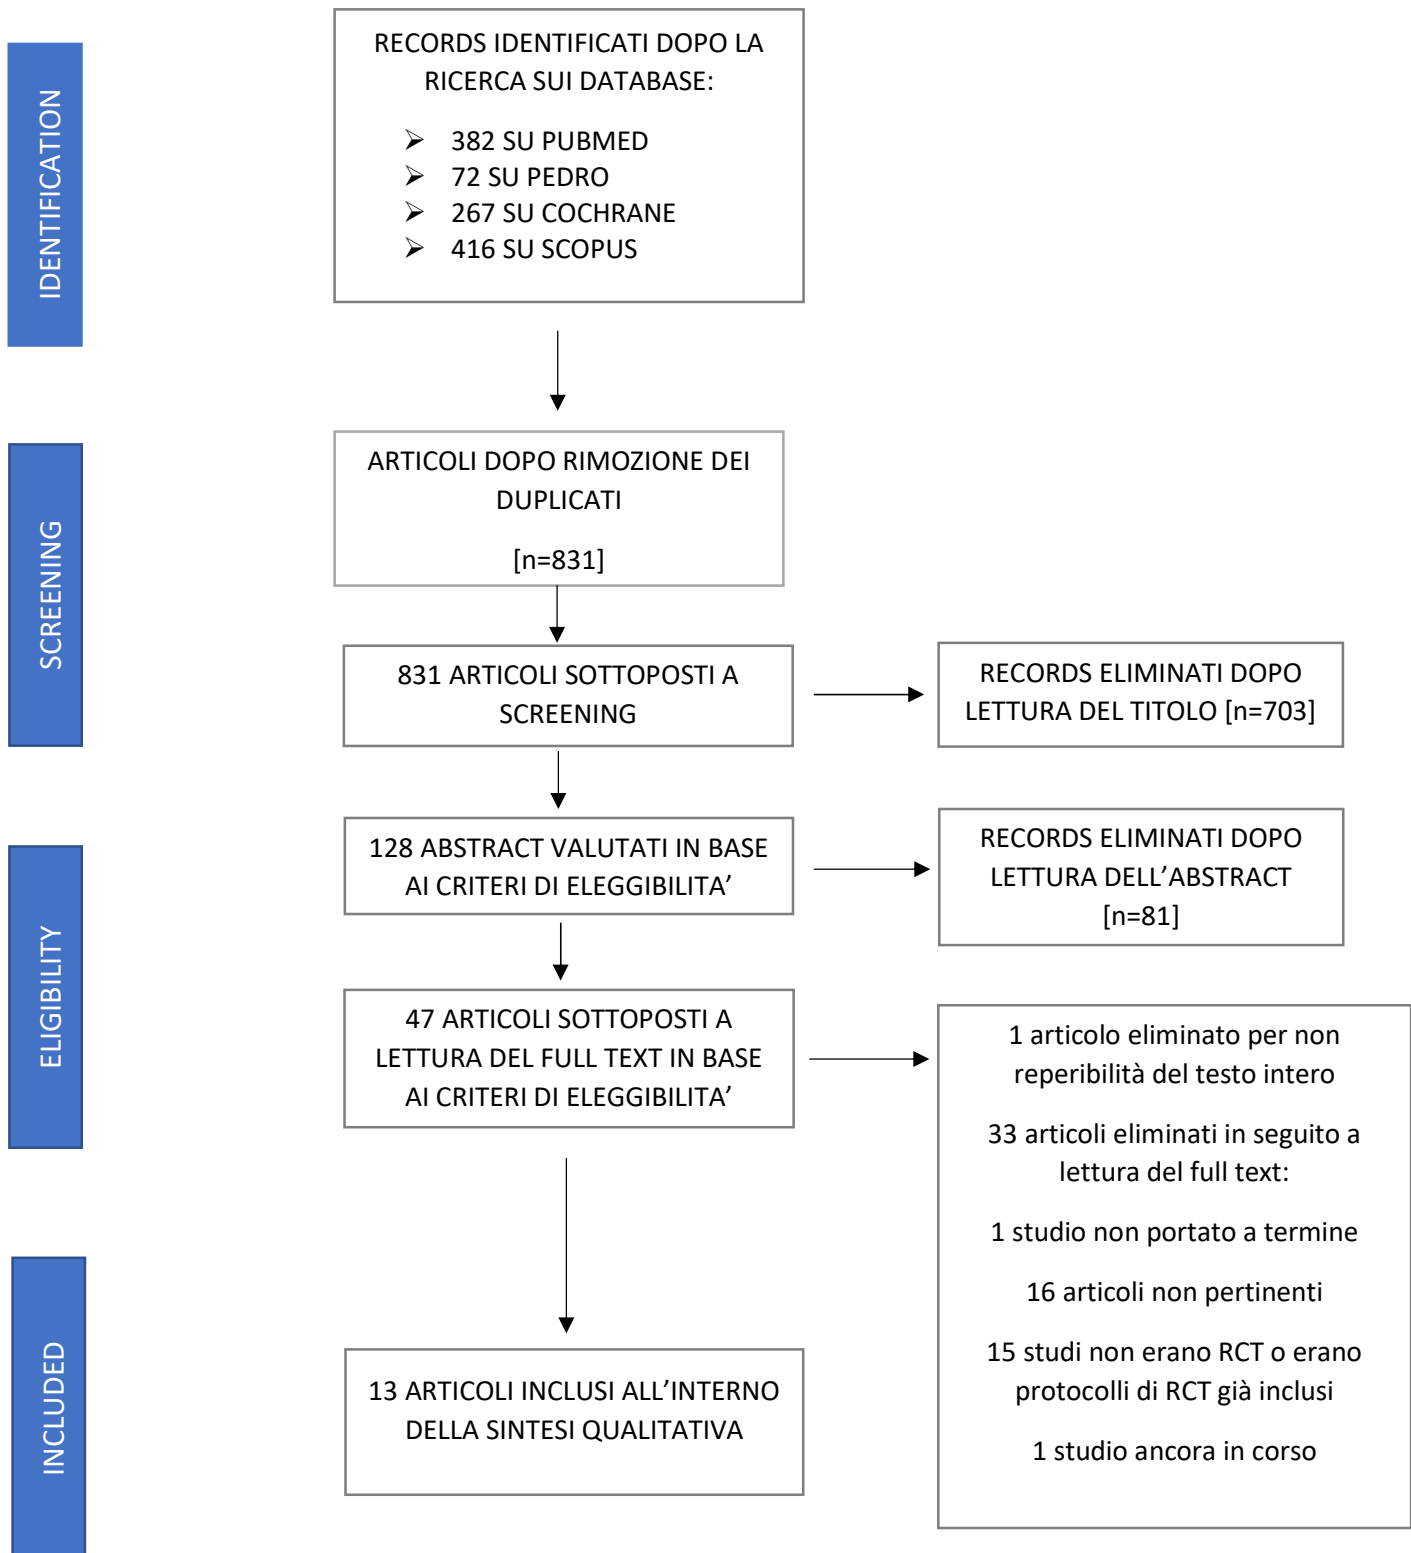 IDENTIFICATION
RECORDS IDENTIFICATI DOPO LA
RICERCA SUI DATABASE:
➢ 382 SU PUBMED
➢ 72 SU PEDRO
➢ 267 SU COCHRANE
➢ 416 SU SCOPUS
SCREENING
ARTICOLI DOPO RIMOZIONE DEI
DUPLICATI
[n=831]
831 ARTICOLI SOTTOPOSTI A
SCREENING
RECORDS ELIMINATI DOPO
LETTURA DEL TITOLO [n=703]
ELIGIBILITY
128 ABSTRACT VALUTATI IN BASE
AI CRITERI DI ELEGGIBILITA’
RECORDS ELIMINATI DOPO
LETTURA DELL’ABSTRACT
[n=81]
47 ARTICOLI SOTTOPOSTI A
LETTURA DEL FULL TEXT IN BASE
AI CRITERI DI ELEGGIBILITA’
1 articolo eliminato per non
reperibilità del testo intero
33 articoli eliminati in seguito a
lettura del full text:
1 studio non portato a termine
16 articoli non pertinenti
15 studi non erano RCT o erano
protocolli di RCT già inclusi
1 studio ancora in corso
INCLUDED
13 ARTICOLI INCLUSI ALL’INTERNO
DELLA SINTESI QUALITATIVA